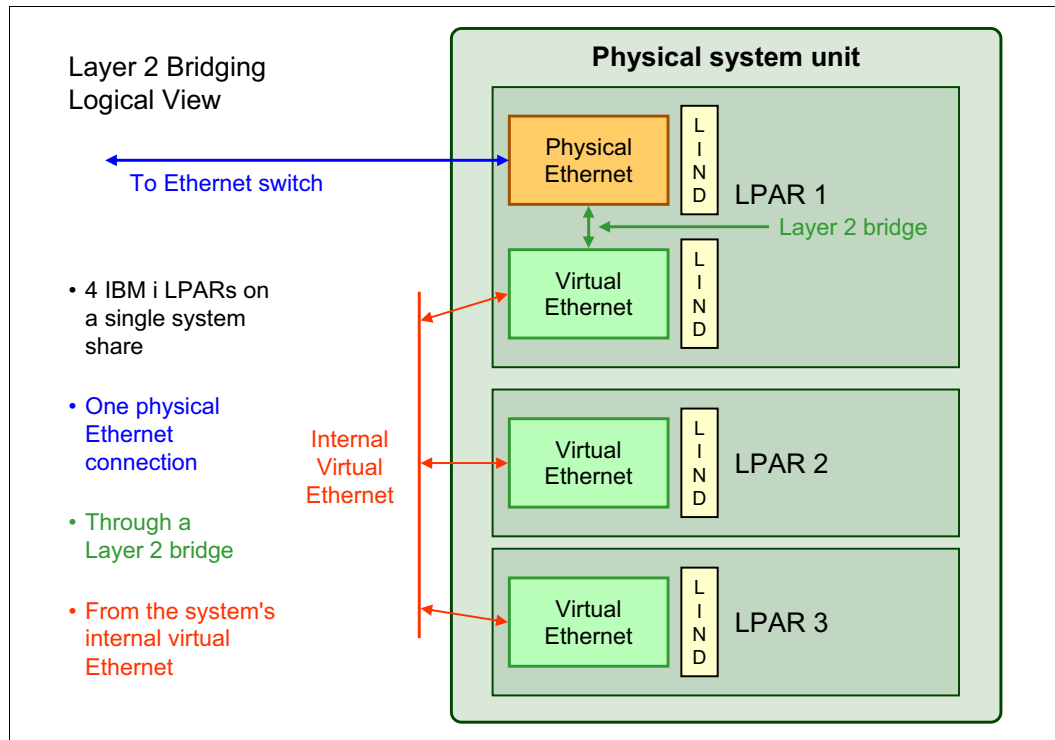 Layer 2 Bridging
Logical View
To Ethernet switch
• 4 IBM i LPARs on
a single system
share
• One physical
Ethernet
connection
• Through a
Layer 2 bridge
• From the system's
internal virtual
Ethernet
Internal
Virtual
Ethernet
Physical system unit
Physical
Ethernet
L
I
N
D
LPAR 1
Layer 2 bridge
Virtual
Ethernet
L
I
N
D
Virtual
Ethernet
L
I
N
D
LPAR 2
Virtual
Ethernet
L
I
N
D
LPAR 3